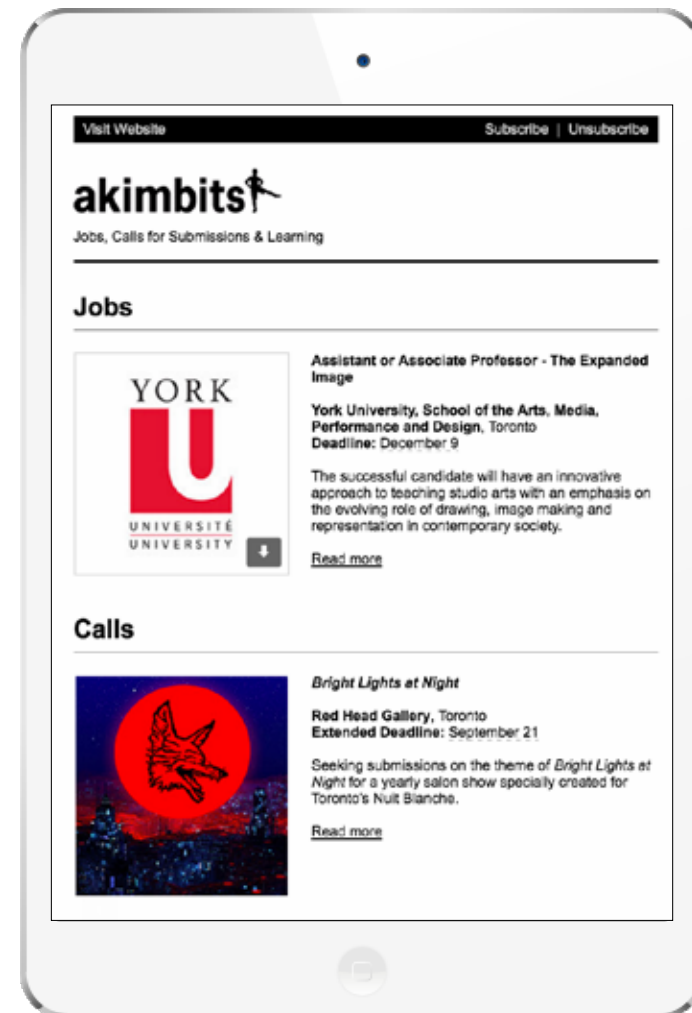 Visit Website
Subscribe | Unsubscribe
akimbits
Jobs, Calls for Submissions & Learning
Jobs
YORK
U
UNIVERSITÉ
UNIVERSITY
Assistant or Associate Professor - The Expanded
Image
York University, School of the Arts, Media,
Performance and Design, Toronto
Deadline: December 9
The successful candidate will have an innovative
approach to teaching studio arts with an emphasis on
the evolving role of drawing, image making and
representation in contemporary society.
Read more
Calls
Bright Lights at Night
Red Head Gallery, Toronto
Extended Deadline: September 21
Seeking submissions on the theme of Bright Lights at
Night for a yearly salon show specially created for
Toronto's Nuit Blanche.
Read more